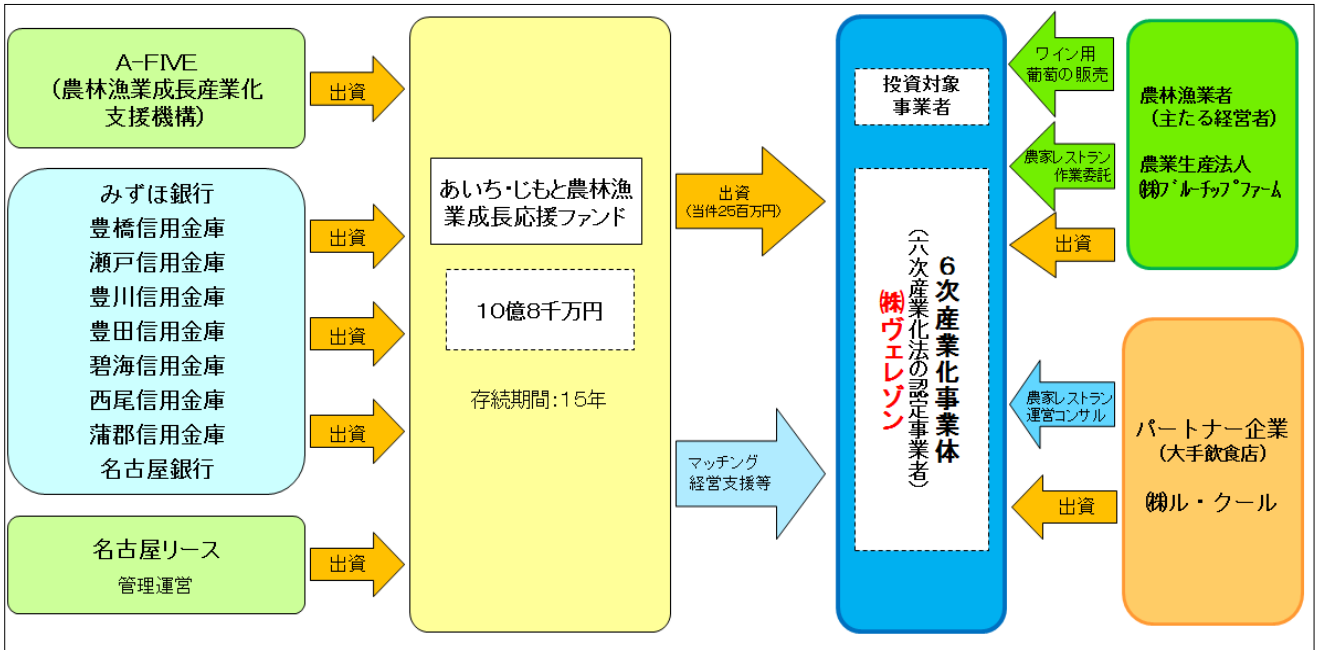 A-FIVE
(農林漁業成長産業化
支援機構)
出資
みずほ銀行
豊橋信用金庫
瀬戸信用金庫
豊川信用金庫
豊田信用金庫
碧海信用金庫
西尾信用金庫
蒲郡信用金庫
名古屋銀行
出資
出資
出資
名古屋リース
管理運営
出資
あいち・じもと農林漁
業成長応援ファンド
10億8千万円
存続期間:15年
出資
(当件25百万円)
マッチング
経営支援等
投資対象
事業者
6次産業化事業体
(六次産業化法の認定事業者)
㈱ヴェレゾン
ワイン用
葡萄の販売
農家レストラン
作業委託
出資
農林漁業者
(主たる経営者)
農業生産法人
㈱ブルーチップファーム
農家レストラン
運営コンサル
出資
パートナー企業
(大手飲食店)
㈱ル・クール